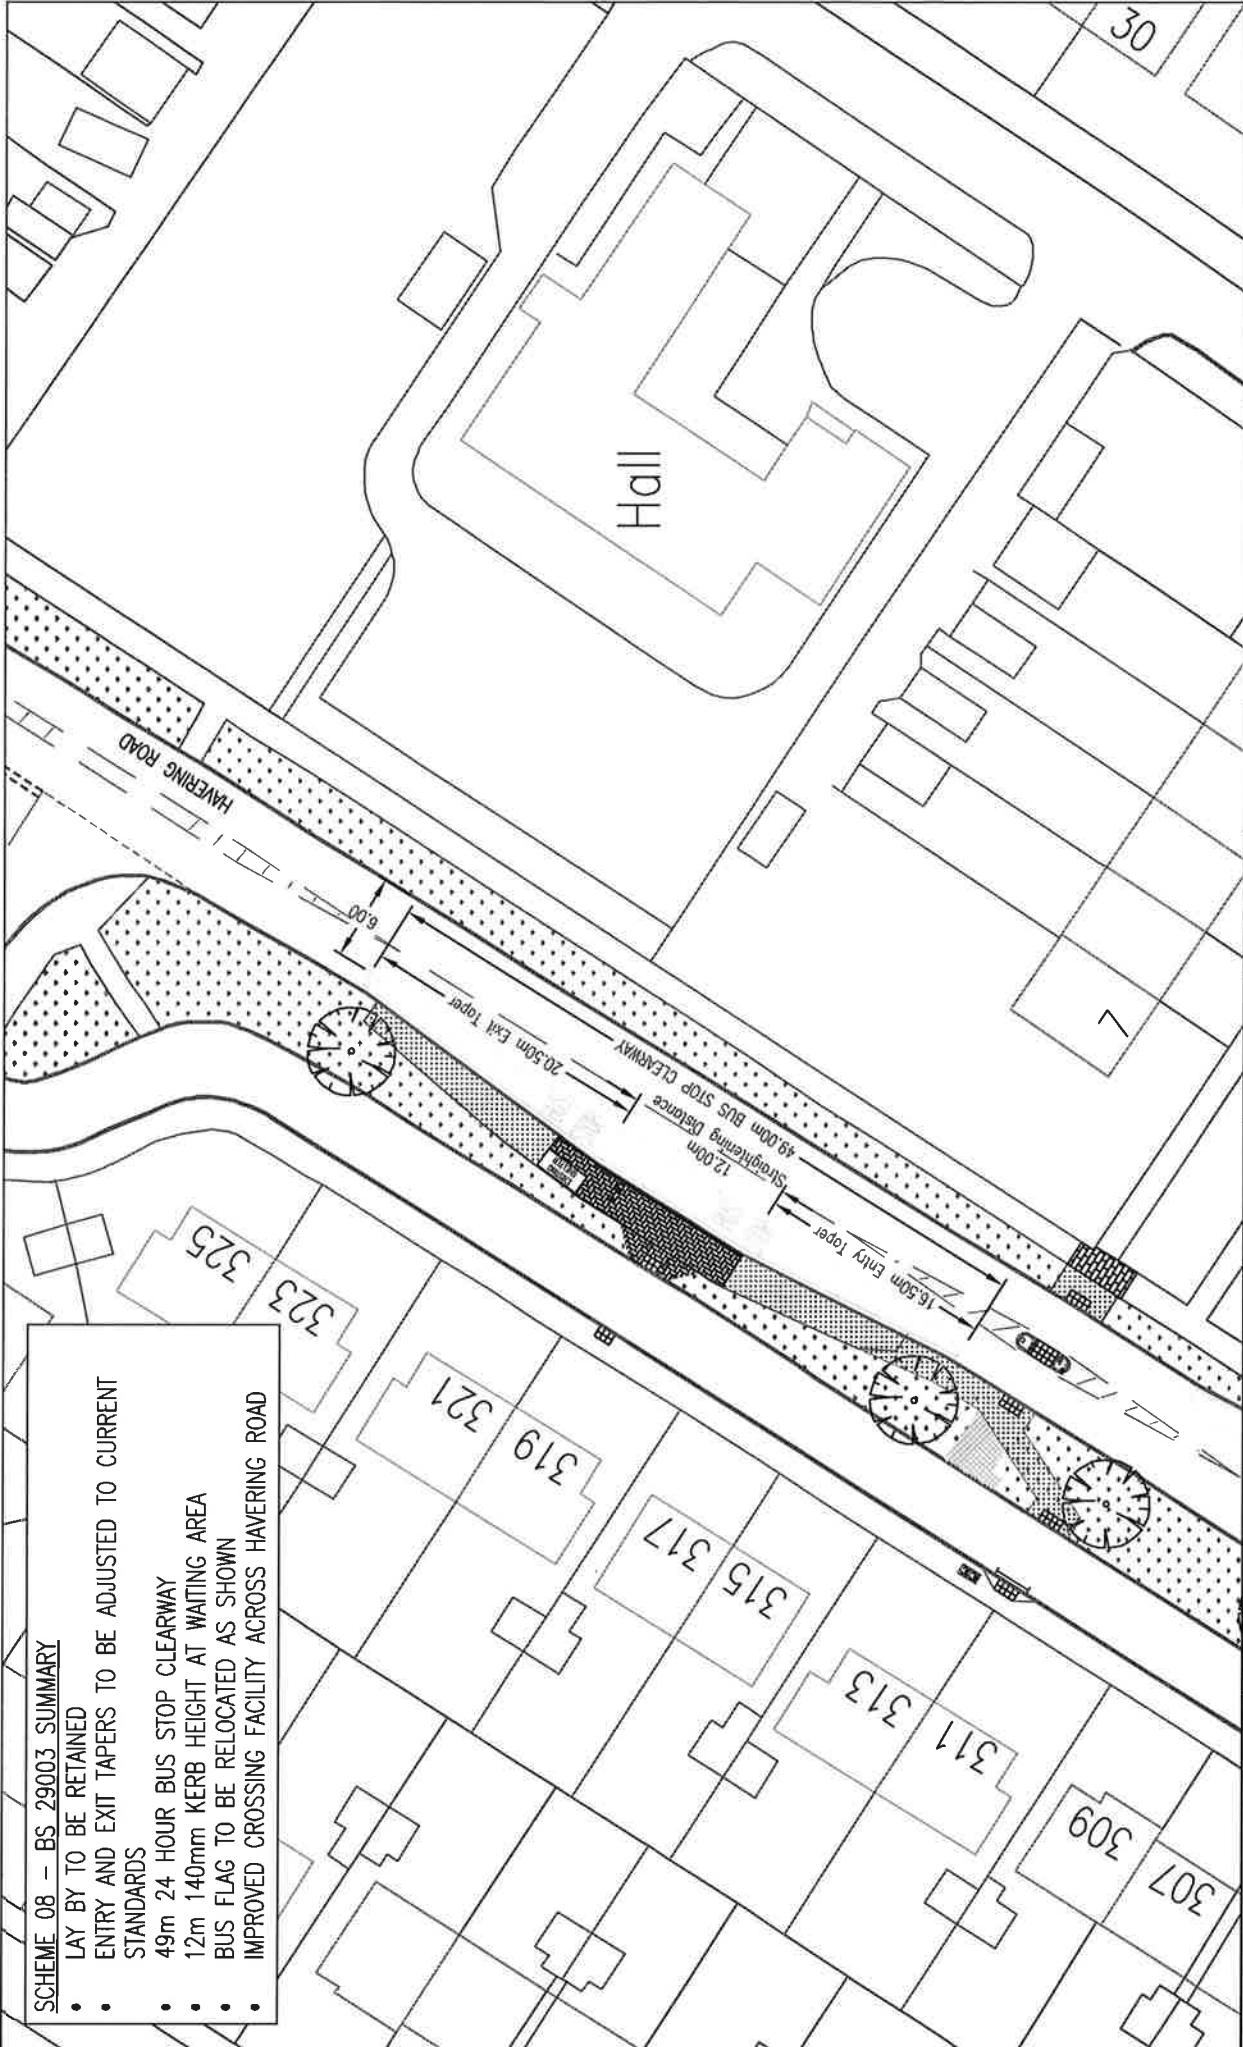 SCHEME 08 - BS 29003 SUMMARY
• LAY BY TO BE RETAINED
• ENTRY AND EXIT TAPERS TO BE ADJUSTED TO CURRENT
STANDARDS
• 49m 24 HOUR BUS STOP CLEARWAY
• 12m 140mm KERB HEIGHT AT WAITING AREA
• BUS FLAG TO BE RELOCATED AS SHOWN
• IMPROVED CROSSING FACILITY ACROSS HAVERING ROAD
30
Hall
HAVERING ROAD
6.00
20.50m Exit Taper
49.00m BUS STOP CLEARWAY
12.00m
Straightening Distance
16.50m Entry Taper
7
325
323
321
319
317
315
313
311
309
307